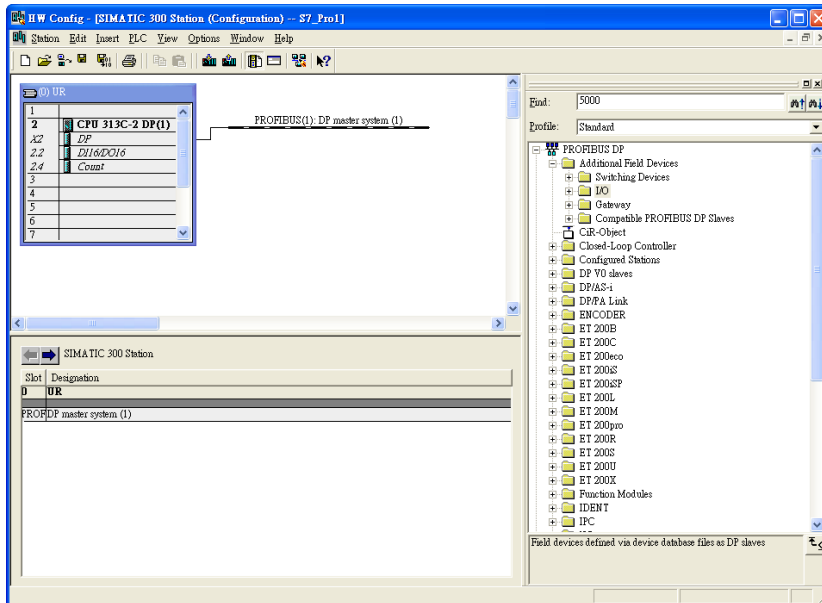 HW Config - [SIMATIC 300 Station (Configuration) -- S7_Pro1]
Station Edit Insert PLC View Options Window Help
(0) UR
1
2 CPU 313C-2 DP(1)
X2 DP
2.2 DI16/DO16
2.4 Count
3
4
5
6
7
PROFIBUS(1): DP master system (1)
SIMATIC 300 Station
Slot Designation
0 UR
PROF DP master system (1)
Find: 5000
Profile: Standard
PROFIBUS DP
Additional Field Devices
Switching Devices
I/O
Gateway
Compatible PROFIBUS DP Slaves
CiR-Object
Closed-Loop Controller
Configured Stations
DP V0 slaves
DP/AS-i
DP/PA Link
ENCODER
ET 200B
ET 200C
ET 200eco
ET 200iS
ET 200iSP
ET 200L
ET 200M
ET 200pro
ET 200R
ET 200S
ET 200U
ET 200X
Function Modules
IDENT
IPC
Field devices defined via device database files as DP slaves